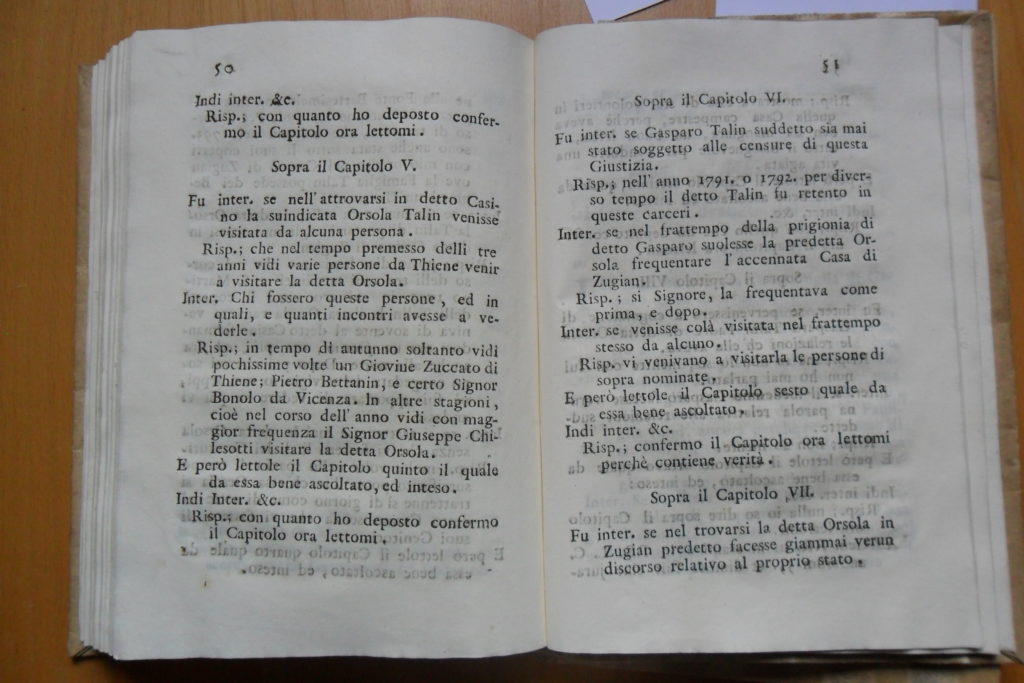 50
Indi inter. &c.
Risp.; con quanto ho deposto confer-
mo il Capitolo ora lettomi.
Sopra il Capitolo V.
Fu inter. se nell'attrovarsi in detto Casi-
no la suindicata Orsola Talin venisse
visitata da alcuna persona.
Risp.; che nel tempo premesso delli tre
anni vidi varie persone da Thiene venir
a visitare la detta Orsola.
Inter. Chi fossero queste persone, ed in
quali, e quanti incontri avesse a ve-
derle.
Risp.; in tempo di autunno soltanto vidi
pochissime volte un Giovine Zuccato di
Thiene; Pietro Bettanin, e certo Signor
Bonolo da Vicenza. In altre stagioni,
cioè nel corso dell'anno vidi con mag-
gior frequenza il Signor Giuseppe Chi-
lesotti visitare la detta Orsola.
E però lettole il Capitolo quinto il quale
da essa bene ascoltato, ed inteso.
Indi Inter. &c.
Risp.; con quanto ho deposto confermo
il Capitolo ora lettomi.
51
Sopra il Capitolo VI.
Fu inter. se Gasparo Talin suddetto sia mai
stato soggetto alle censure di questa
Giustizia.
Risp.; nell'anno 1791. o 1792. per diver-
so tempo il detto Talin fu retento in
queste carceri.
Inter. se nel frattempo della prigionia di
detto Gasparo suolesse la predetta Or-
sola frequentare l'accennata Casa di
Zugian.
Risp.; si Signore, la frequentava come
prima, e dopo.
Inter. se venisse colà visitata nel frattempo
stesso da alcuno.
Risp. vi venivano a visitarla le persone di
sopra nominate.
E però lettole il Capitolo sesto quale da
essa bene ascoltato.
Indi inter. &c.
Risp.; confermo il Capitolo ora lettomi
perchè contiene verità.
Sopra il Capitolo VII.
Fu inter. se nel trovarsi la detta Orsola in
Zugian predetto facesse giammai verun
discorso relativo al proprio stato.